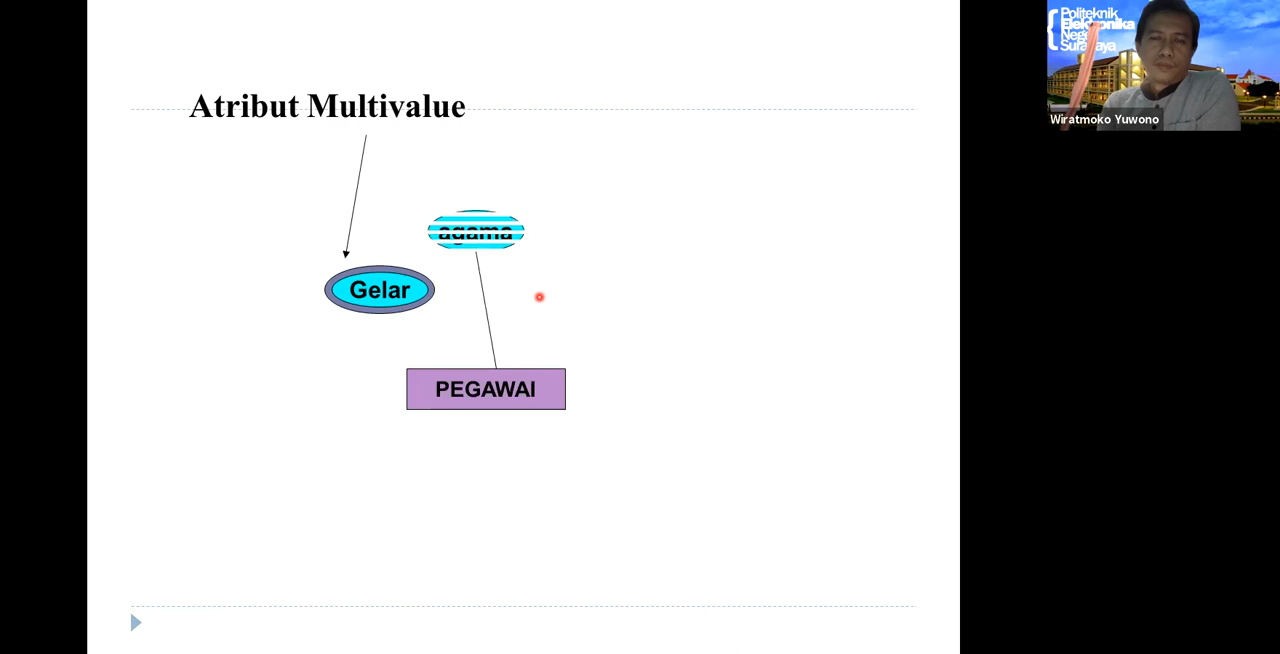 Atribut Multivalue
agama
Gelar
PEGAWAI
Politeknik
Elektronika
Negeri
Surabaya
Wiratmoko Yuwono